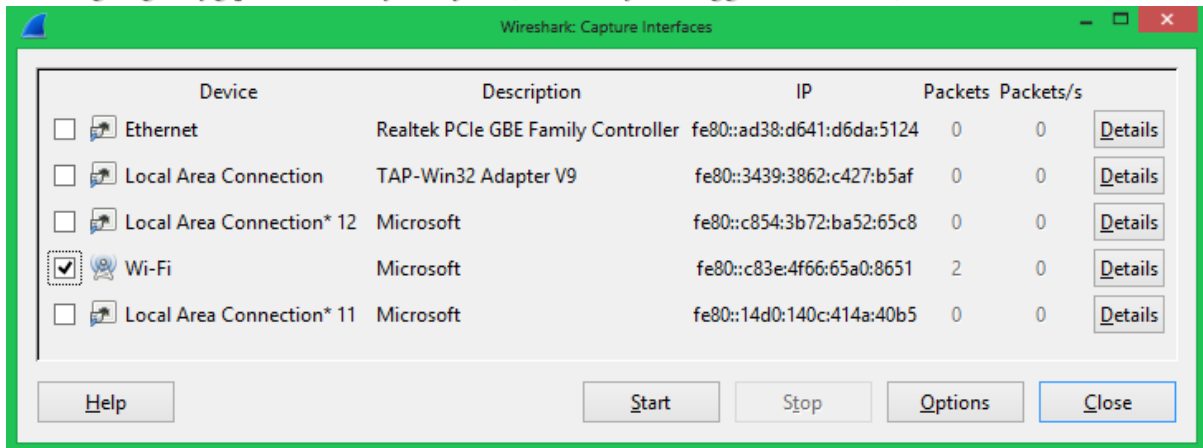 Wireshark: Capture Interfaces
Device Description IP Packets Packets/s
Ethernet Realtek PCIe GBE Family Controller fe80::ad38:d641:d6da:5124 0 0 Details
Local Area Connection TAP-Win32 Adapter V9 fe80::3439:3862:c427:b5af 0 0 Details
Local Area Connection* 12 Microsoft fe80::c854:3b72:ba52:65c8 0 0 Details
Wi-Fi Microsoft fe80::c83e:4f66:65a0:8651 2 0 Details
Local Area Connection* 11 Microsoft fe80::14d0:140c:414a:40b5 0 0 Details
Help Start Stop Options Close